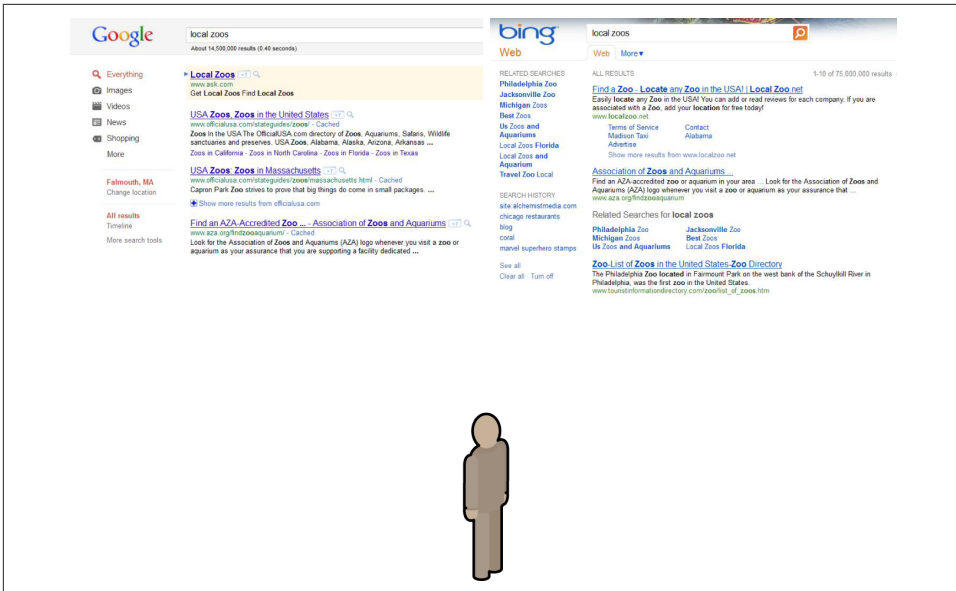 Google
local zoos
About 14,500,000 results (0.40 seconds)
Everything
Images
Videos
News
Shopping
More
Falmouth, MA
Change location
All results
Timeline
More search tools
Local Zoos +1
www.ask.com
Get Local Zoos Find Local Zoos
USA Zoos, Zoos in the United States +1
www.officialusa.com/stateguides/zoos/ - Cached
Zoos In the USA.The OfficialUSA.com directory of Zoos, Aquariums, Safaris, Wildlife
sanctuaries and preserves. USA Zoos, Alabama, Alaska, Arizona, Arkansas ...
Zoos in California - Zoos in North Carolina - Zoos in Florida - Zoos in Texas
USA Zoos: Zoos in Massachusetts +1
www.officialusa.com/stateguides/zoos/massachusetts.html - Cached
Capron Park Zoo strives to prove that big things do come in small packages. ...
Show more results from officialusa.com
Find an AZA-Accredited Zoo ... - Association of Zoos and Aquariums +1
www.aza.org/findzooaquarium/ - Cached
Look for the Association of Zoos and Aquariums (AZA) logo whenever you visit a zoo or
aquarium as your assurance that you are supporting a facility dedicated ...
bing
local zoos
Web
Web More
RELATED SEARCHES
Philadelphia Zoo
Jacksonville Zoo
Michigan Zoos
Best Zoos
Us Zoos and
Aquariums
Local Zoos Florida
Local Zoos and
Aquarium
Travel Zoo Local
SEARCH HISTORY
site:alchemistmedia.com
chicago restaurants
blog
coral
marvel superhero stamps
See all
Clear all · Turn off
ALL RESULTS
1-10 of 75,000,000 results
Find a Zoo - Locate any Zoo in the USA! | Local Zoo.net
Easily locate any Zoo in the USA! You can add or read reviews for each company. If you are
associated with a Zoo, add your location for free today!
www.localzoo.net
Terms of Service Contact
Madison Taxi Alabama
Advertise
Show more results from www.localzoo.net
Association of Zoos and Aquariums ...
Find an AZA-accredited zoo or aquarium in your area ... Look for the Association of Zoos and
Aquariums (AZA) logo whenever you visit a zoo or aquarium as your assurance that ...
www.aza.org/findzooaquarium
Related Searches for local zoos
Philadelphia Zoo Jacksonville Zoo
Michigan Zoos Best Zoos
Us Zoos and Aquariums Local Zoos Florida
Zoo-List of Zoos in the United States-Zoo Directory
The Philadelphia Zoo located in Fairmount Park on the west bank of the Schuylkill River in
Philadelphia, was the first zoo in the United States.
www.touristinformationdirectory.com/zoo/list_of_zoos.htm